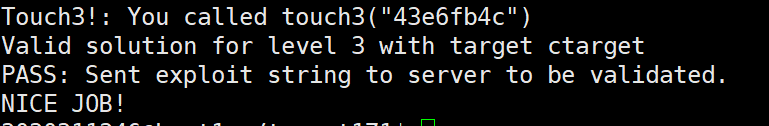 Touch3!: You called touch3("43e6fb4c")
Valid solution for level 3 with target ctarget
PASS: Sent exploit string to server to be validated.
NICE JOB!